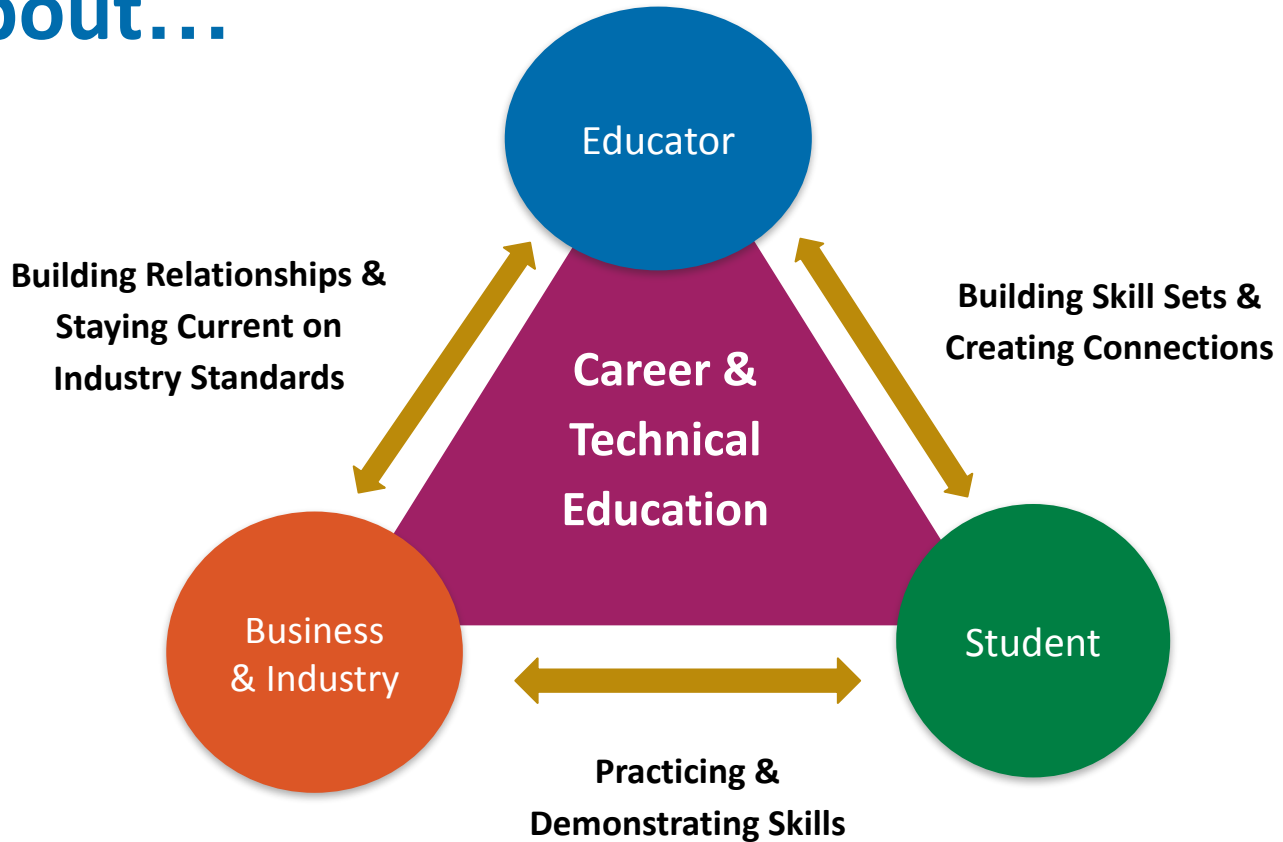 Educator
Building Relationships &
Staying Current on
Industry Standards
Building Skill Sets &
Creating Connections
Career &
Technical
Education
Business
& Industry
Student
Practicing &
Demonstrating Skills